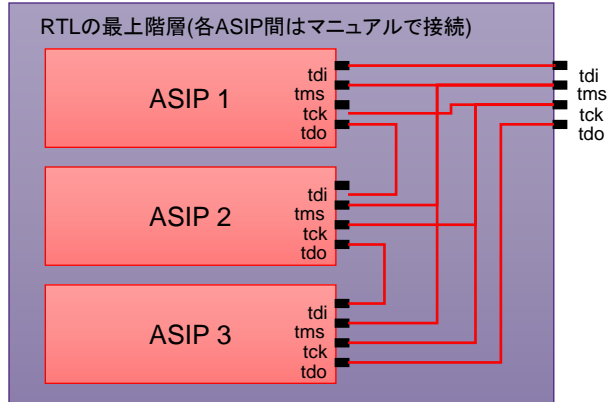 RTLの最上階層(各ASIP間はマニュアルで接続)
ASIP 1
tdi
tms
tck
tdo
ASIP 2
tdi
tms
tck
tdo
ASIP 3
tdi
tms
tck
tdo
tdi
tms
tck
tdo